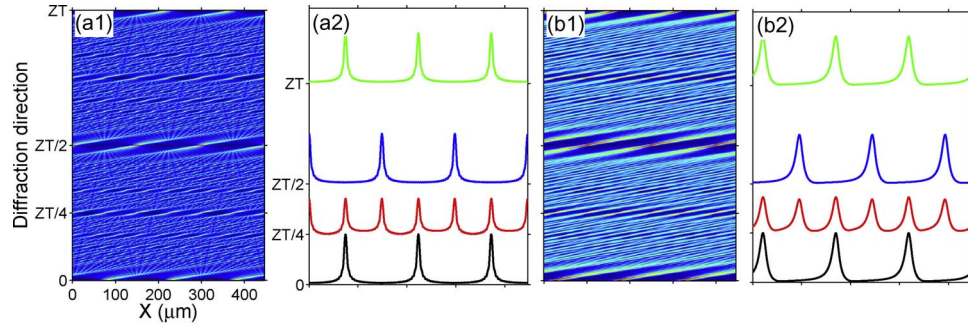 (a1)
(a2)
(b1)
(b2)
ZT
ZT/2
ZT/4
0
Diffraction direction
0 100 200 300 400
X (μm)
ZT
ZT/2
ZT/4
0